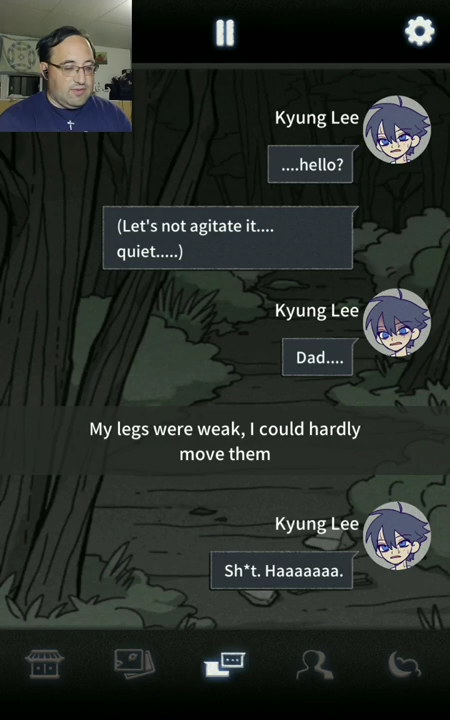 Kyung Lee
....hello?
(Let's not agitate it....
quiet.....)
Kyung Lee
Dad....
My legs were weak, I could hardly
move them
Kyung Lee
Sh*t. Haaaaaaa.